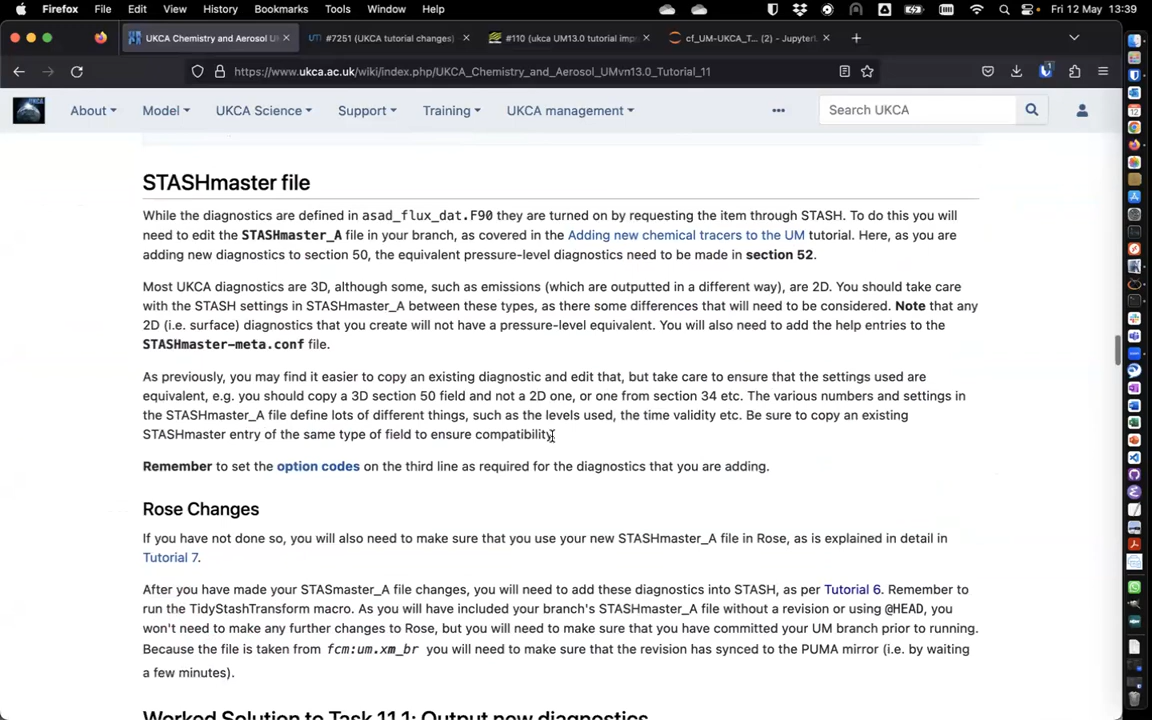 Firefox File Edit View History Bookmarks Tools Window Help Fri 12 May 13:39
UKCA Chemistry and Aerosol U #7251 (UKCA tutorial changes) #110 (ukca UM13.0 tutorial imp cf_UM-UKCA_T... (2) - Jupyter
https://www.ukca.ac.uk/wiki/index.php/UKCA_Chemistry_and_Aerosol_UMvn13.0_Tutorial_11
About Model UKCA Science Support Training UKCA management Search UKCA
STASHmaster file
While the diagnostics are defined in asad_flux_dat.F90 they are turned on by requesting the item through STASH. To do this you will
need to edit the STASHmaster_A file in your branch, as covered in the Adding new chemical tracers to the UM tutorial. Here, as you are
adding new diagnostics to section 50, the equivalent pressure-level diagnostics need to be made in section 52.
Most UKCA diagnostics are 3D, although some, such as emissions (which are outputted in a different way), are 2D. You should take care
with the STASH settings in STASHmaster_A between these types, as there some differences that will need to be considered. Note that any
2D (i.e. surface) diagnostics that you create will not have a pressure-level equivalent. You will also need to add the help entries to the
STASHmaster-meta.conf file.
As previously, you may find it easier to copy an existing diagnostic and edit that, but take care to ensure that the settings used are
equivalent, e.g. you should copy a 3D section 50 field and not a 2D one, or one from section 34 etc. The various numbers and settings in
the STASHmaster_A file define lots of different things, such as the levels used, the time validity etc. Be sure to copy an existing
STASHmaster entry of the same type of field to ensure compatibility.
Remember to set the option codes on the third line as required for the diagnostics that you are adding.
Rose Changes
If you have not done so, you will also need to make sure that you use your new STASHmaster_A file in Rose, as is explained in detail in
Tutorial 7.
After you have made your STASmaster_A file changes, you will need to add these diagnostics into STASH, as per Tutorial 6. Remember to
run the TidyStashTransform macro. As you will have included your branch's STASHmaster_A file without a revision or using @HEAD, you
won't need to make any further changes to Rose, but you will need to make sure that you have committed your UM branch prior to running.
Because the file is taken from fcm:um.xm_br you will need to make sure that the revision has synced to the PUMA mirror (i.e. by waiting
a few minutes).
Worked Solution to Task 11.1: Output new diagnostics